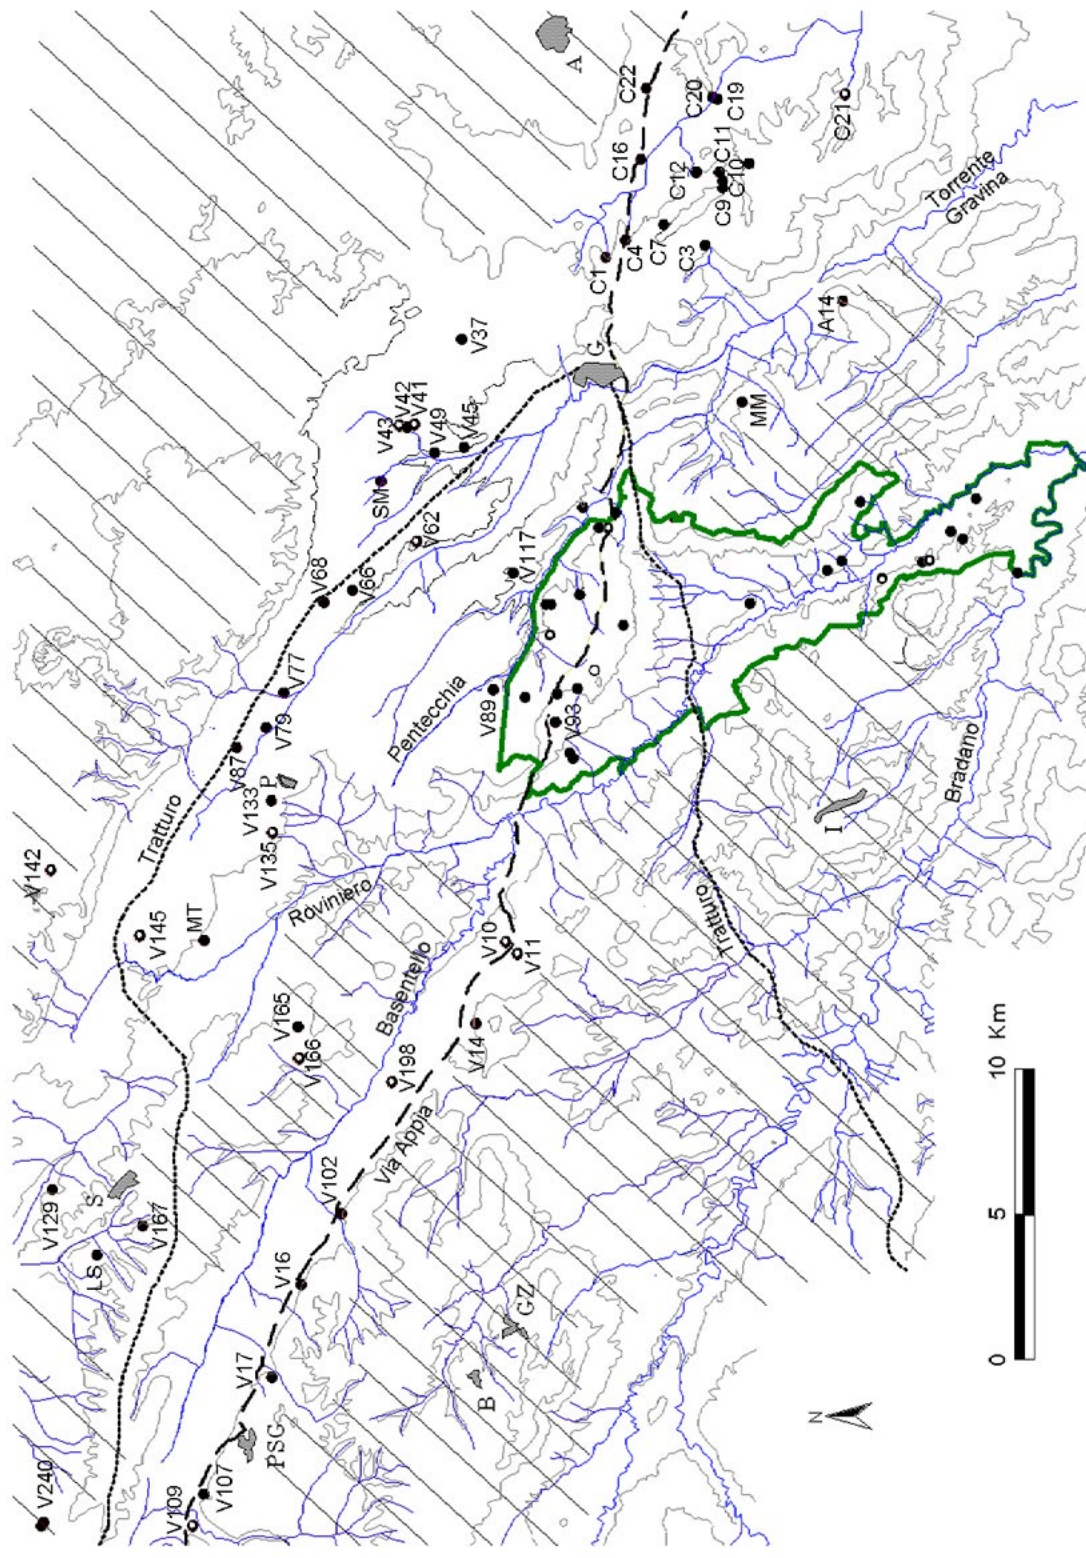 V240
V109
V107
PSG
V17
V16
V102
B
GZ
LS
V129
S
V167
Via Appia
V198
V14
V166
V165
Basentello
V11
V10
MT
V145
V142
Roviniero
Tratturo
V135
V133
P
V87
V79
V77
Pentecchia
V89
V93
V117
V68
V66
V62
SM
V43
V42
V41
V49
V45
V37
G
C1
C4
C7
C3
C16
C12
C9
C10
C11
C22
C20
C19
C21
A
Torrente
Gravina
A14
MM
Tratturo
I
Bradano
N
0
5
10 Km